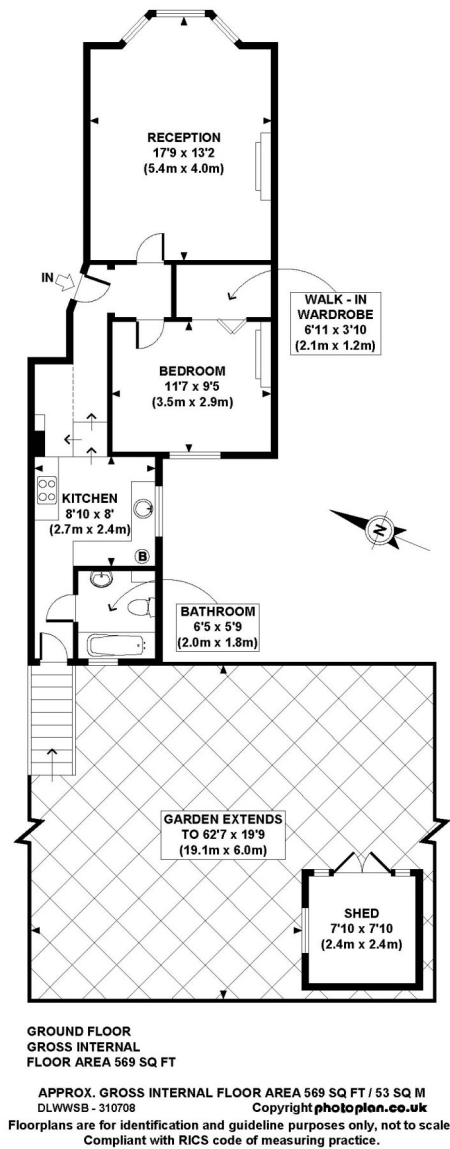 RECEPTION
17'9 x 13'2
(5.4m x 4.0m)
IN
WALK - IN
WARDROBE
6'11 x 3'10
(2.1m x 1.2m)
BEDROOM
11'7 x 9'5
(3.5m x 2.9m)
KITCHEN
8'10 x 8'
(2.7m x 2.4m)
B
N
BATHROOM
6'5 x 5'9
(2.0m x 1.8m)
GARDEN EXTENDS
TO 62'7 x 19'9
(19.1m x 6.0m)
SHED
7'10 x 7'10
(2.4m x 2.4m)
GROUND FLOOR
GROSS INTERNAL
FLOOR AREA 569 SQ FT
APPROX. GROSS INTERNAL FLOOR AREA 569 SQ FT / 53 SQ M
DLWWSB - 310708 Copyright photoplan.co.uk
Floorplans are for identification and guideline purposes only, not to scale
Compliant with RICS code of measuring practice.